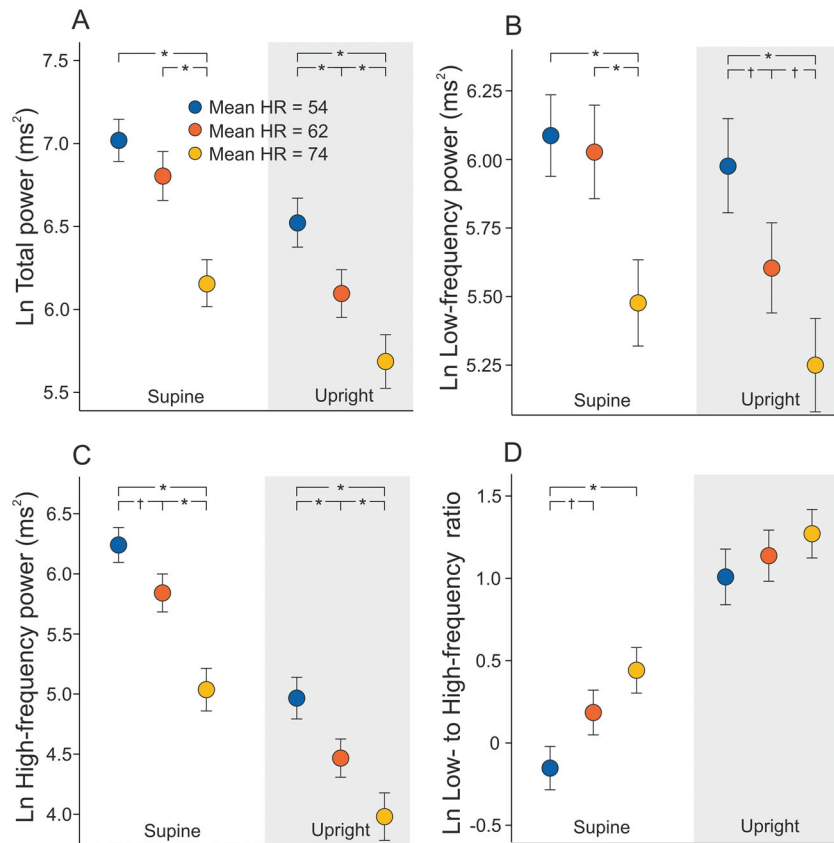 A
Ln Total power (ms²)
7.5
7.0
6.5
6.0
5.5
* * * * *
Mean HR = 54
Mean HR = 62
Mean HR = 74
Supine
Upright
B
Ln Low-frequency power (ms²)
6.25
6.00
5.75
5.50
5.25
* * * † †
Supine
Upright
C
Ln High-frequency power (ms²)
6.5
6.0
5.5
5.0
4.5
4.0
* † * * * *
Supine
Upright
D
Ln Low- to High-frequency ratio
1.5
1.0
0.5
0
-0.5
* †
Supine
Upright